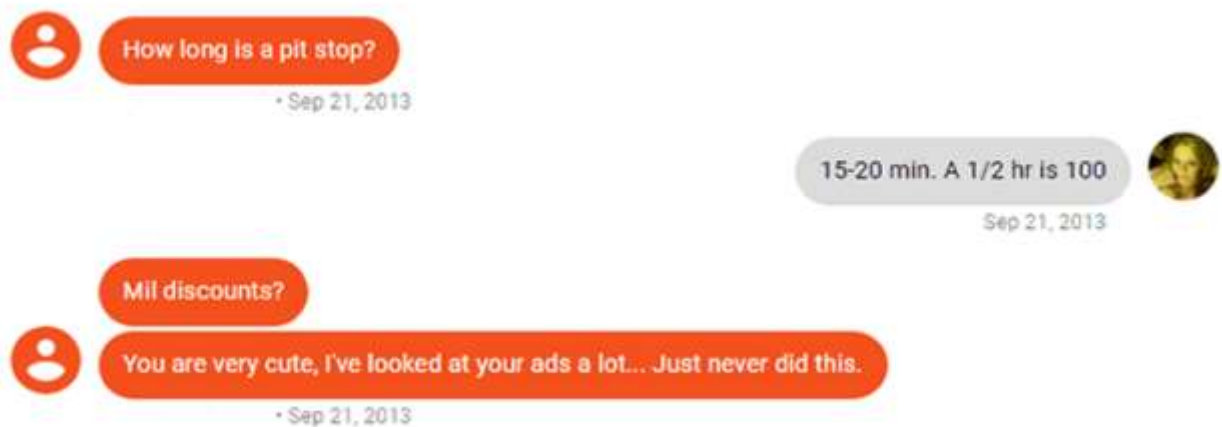 How long is a pit stop?
• Sep 21, 2013
15-20 min. A 1/2 hr is 100
Sep 21, 2013
Mil discounts?
You are very cute, I've looked at your ads a lot... Just never did this.
• Sep 21, 2013